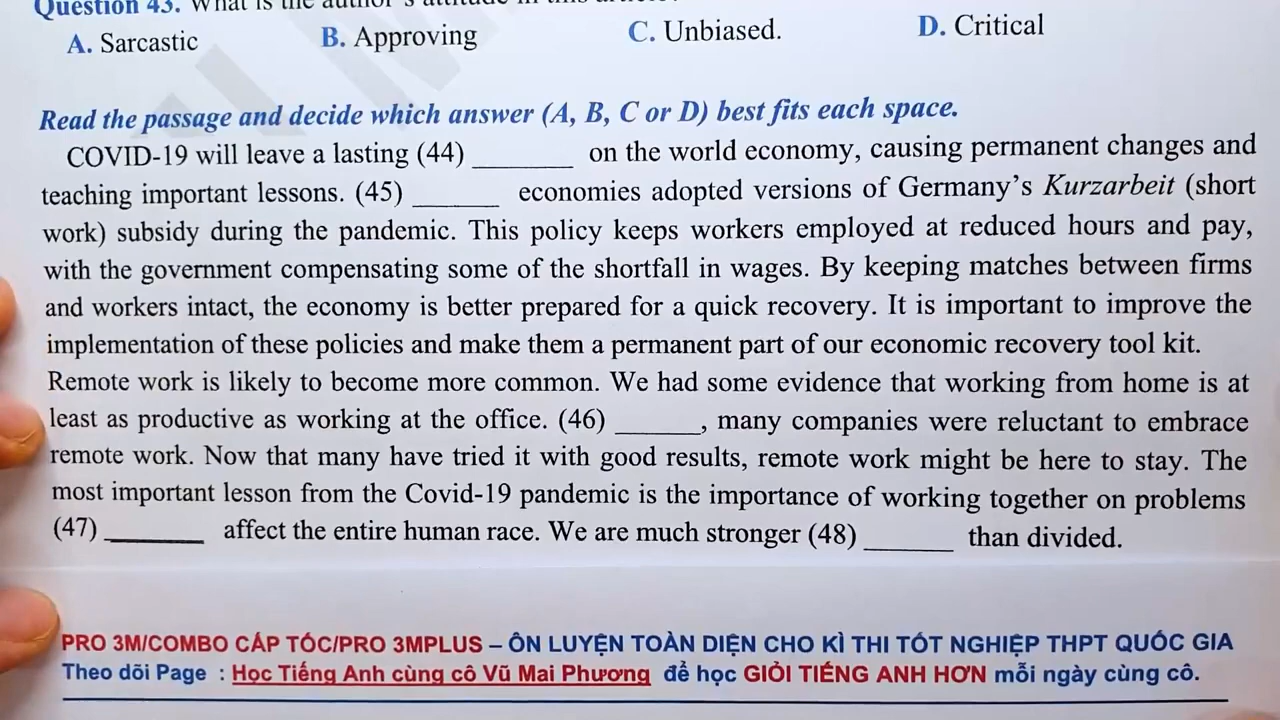 Question 43. What is the author's attitude in this
A. Sarcastic B. Approving C. Unbiased. D. Critical
Read the passage and decide which answer (A, B, C or D) best fits each space.
COVID-19 will leave a lasting (44) ________ on the world economy, causing permanent changes and
teaching important lessons. (45) _______ economies adopted versions of Germany's Kurzarbeit (short
work) subsidy during the pandemic. This policy keeps workers employed at reduced hours and pay,
with the government compensating some of the shortfall in wages. By keeping matches between firms
and workers intact, the economy is better prepared for a quick recovery. It is important to improve the
implementation of these policies and make them a permanent part of our economic recovery tool kit.
Remote work is likely to become more common. We had some evidence that working from home is at
least as productive as working at the office. (46) _______, many companies were reluctant to embrace
remote work. Now that many have tried it with good results, remote work might be here to stay. The
most important lesson from the Covid-19 pandemic is the importance of working together on problems
(47) ________ affect the entire human race. We are much stronger (48) _______ than divided.
PRO 3M/COMBO CẤP TỐC/PRO 3MPLUS – ÔN LUYỆN TOÀN DIỆN CHO KÌ THI TỐT NGHIỆP THPT QUỐC GIA
Theo dõi Page : Học Tiếng Anh cùng cô Vũ Mai Phương để học GIỎI TIẾNG ANH HƠN mỗi ngày cùng cô.